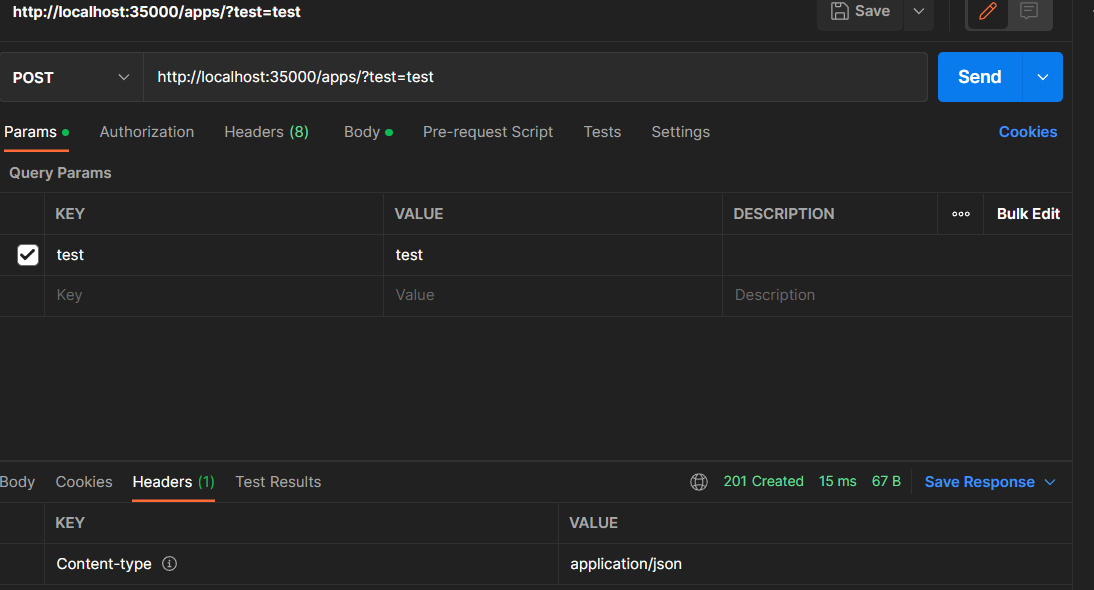 http://localhost:35000/apps/?test=test
Save
POST
http://localhost:35000/apps/?test=test
Send
Params
Authorization
Headers (8)
Body
Pre-request Script
Tests
Settings
Cookies
Query Params
KEY
VALUE
DESCRIPTION
Bulk Edit
test
test
Key
Value
Description
Body
Cookies
Headers (1)
Test Results
201 Created
15 ms
67 B
Save Response
KEY
VALUE
Content-type
application/json